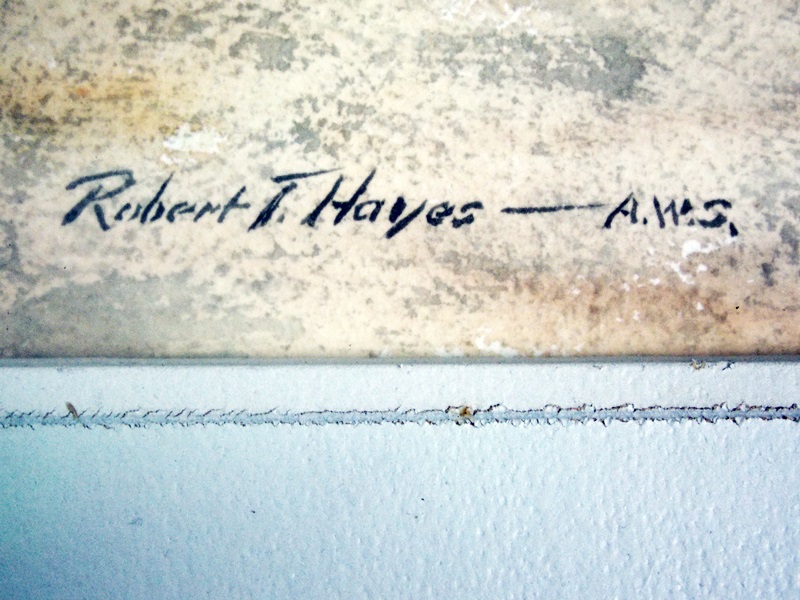 Robert T. Hayes — A.W.S.